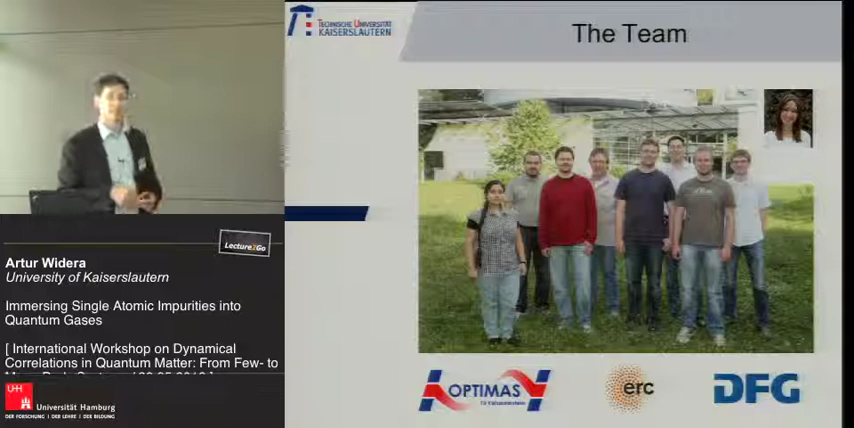 TECHNISCHE UNIVERSITÄT
KAISERSLAUTERN
The Team
Lecture2Go
Artur Widera
University of Kaiserslautern
Immersing Single Atomic Impurities into
Quantum Gases
[ International Workshop on Dynamical
Correlations in Quantum Matter: From Few- to
UHH
Universität Hamburg
DER FORSCHUNG | DER LEHRE | DER BILDUNG
OPTIMAS
erc
DFG